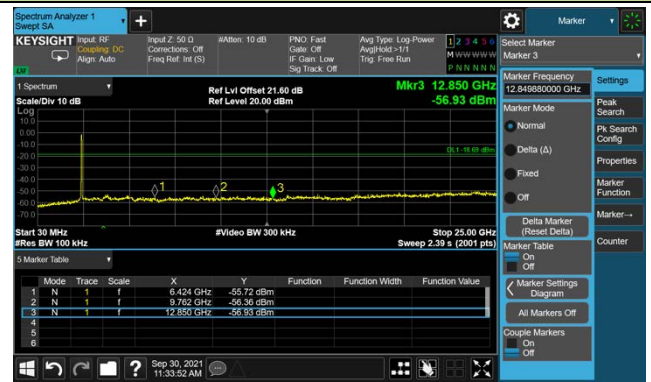 Spectrum Analyzer 1
Swept SA
KEYSIGHT
Input: RF
Coupling: DC
Align: Auto
Input Z: 50 Ω
Corrections: Off
Freq Ref: Int (S)
#Atten: 10 dB
PNO: Fast
Gate: Off
IF Gain: Low
Sig Track: Off
Avg Type: Log-Power
Avg|Hold:>1/1
Trig: Free Run
1 2 3 4 5 6
M W W W W W
P N N N N N
LXI
1 Spectrum
Scale/Div 10 dB
Ref Lvl Offset 21.60 dB
Ref Level 20.00 dBm
Mkr3 12.850 GHz
-56.93 dBm
Log
10.0
0.00
-10.0
-20.0
-30.0
-40.0
-50.0
-60.0
-70.0
DL1 -18.69 dBm
1
2
3
Start 30 MHz
#Video BW 300 kHz
Stop 25.00 GHz
#Res BW 100 kHz
Sweep 2.39 s (2001 pts)
5 Marker Table
Mode Trace Scale X Y Function Function Width Function Value
1 N 1 f 6.424 GHz -55.72 dBm
2 N 1 f 9.762 GHz -56.36 dBm
3 N 1 f 12.850 GHz -56.93 dBm
4
5
6
Sep 30, 2021
11:33:52 AM
Marker
Select Marker
Marker 3
Marker Frequency
12.849880000 GHz
Marker Mode
Normal
Delta (Δ)
Fixed
Off
Delta Marker
(Reset Delta)
Marker Table
On
Off
Marker Settings
Diagram
All Markers Off
Couple Markers
On
Off
Settings
Peak
Search
Pk Search
Config
Properties
Marker
Function
Marker→
Counter